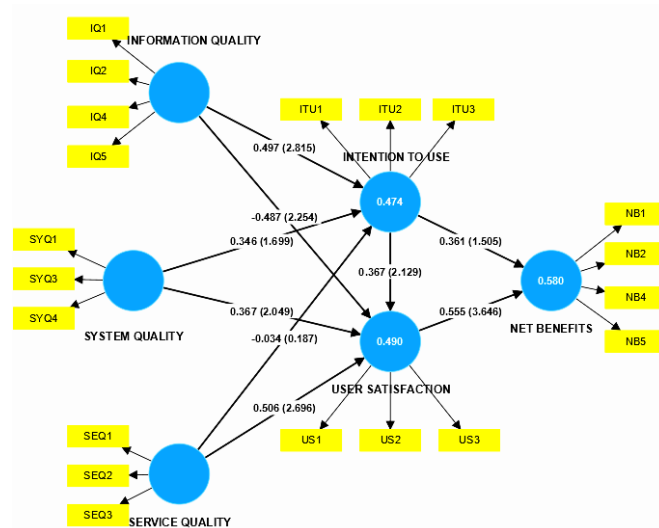 IQ1
INFORMATION QUALITY
IQ2
IQ4
IQ5
ITU1
ITU2
ITU3
0.497 (2.815)
INTENTION TO USE
0.474
-0.487 (2.254)
NB1
SYQ1
0.346 (1.699)
0.361 (1.505)
NB2
SYQ3
0.367 (2.129)
0.580
SYQ4
0.367 (2.049)
NB4
SYSTEM QUALITY
-0.034 (0.187)
0.490
0.555 (3.646)
NET BENEFITS
NB5
USER SATISFACTION
0.506 (2.696)
SEQ1
US1
US2
US3
SEQ2
SEQ3
SERVICE QUALITY